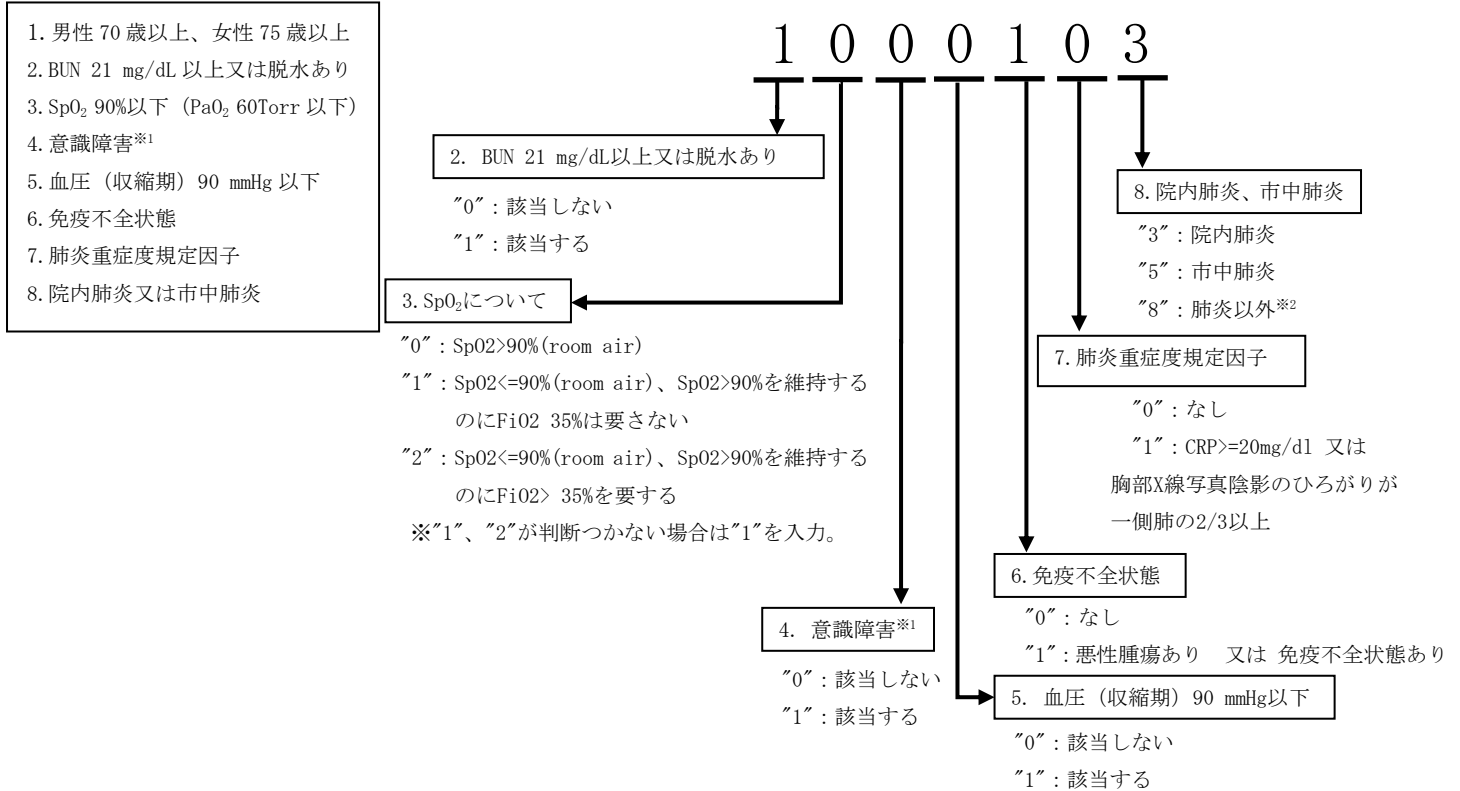 1.男性 70 歳以上、女性 75 歳以上
2.BUN 21 mg/dL 以上又は脱水あり
3.SpO₂ 90%以下 (PaO₂ 60Torr 以下)
4.意識障害※1
5.血圧（収縮期）90 mmHg 以下
6.免疫不全状態
7.肺炎重症度規定因子
8.院内肺炎又は市中肺炎
1 0 0 0 1 0 3
2. BUN 21 mg/dL以上又は脱水あり
"0"：該当しない
"1"：該当する
3.SpO₂について
"0"：SpO2>90%(room air)
"1"：SpO2<=90%(room air)、SpO2>90%を維持する
のにFiO2 35%は要さない
"2"：SpO2<=90%(room air)、SpO2>90%を維持する
のにFiO2> 35%を要する
※"1"、"2"が判断つかない場合は"1"を入力。
4. 意識障害※1
"0"：該当しない
"1"：該当する
5. 血圧（収縮期）90 mmHg以下
"0"：該当しない
"1"：該当する
6.免疫不全状態
"0"：なし
"1"：悪性腫瘍あり　又は 免疫不全状態あり
7.肺炎重症度規定因子
"0"：なし
"1"：CRP>=20mg/dl 又は
胸部X線写真陰影のひろがりが
一側肺の2/3以上
8.院内肺炎、市中肺炎
"3"：院内肺炎
"5"：市中肺炎
"8"：肺炎以外※2